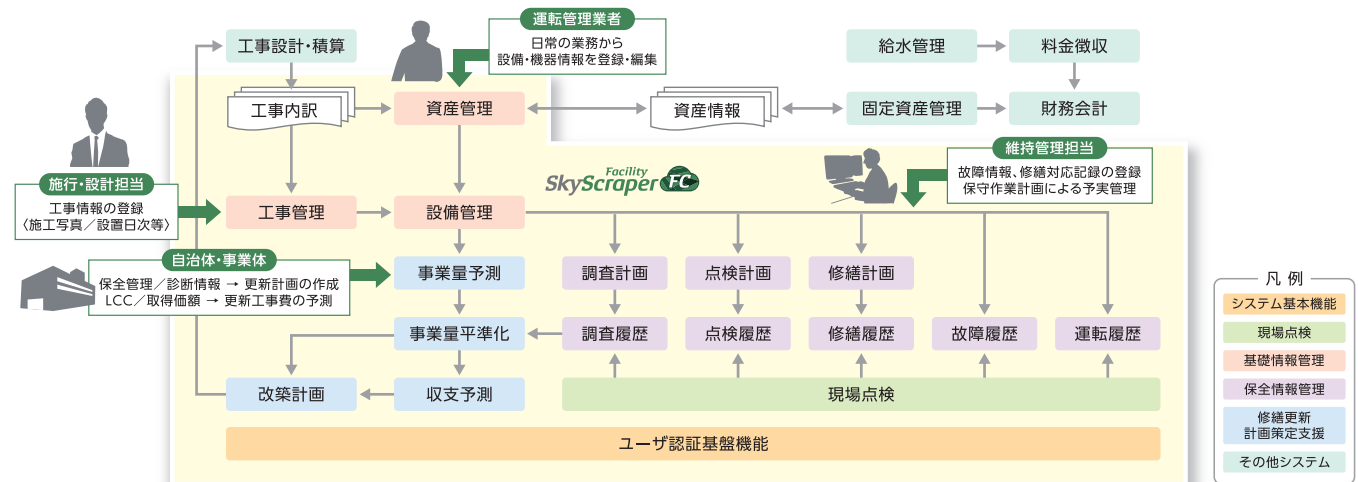 運転管理業者
日常の業務から
設備・機器情報を登録・編集
工事設計・積算
給水管理
料金徴収
工事内訳
資産管理
資産情報
固定資産管理
財務会計
施行・設計担当
工事情報の登録
〈施工写真／設置日次等〉
Facility
SkyScraper FC
維持管理担当
故障情報、修繕対応記録の登録
保守作業計画による予実管理
工事管理
設備管理
自治体・事業体
保全管理／診断情報 → 更新計画の作成
LCC／取得価額 → 更新工事費の予測
事業量予測
調査計画
点検計画
修繕計画
事業量平準化
調査履歴
点検履歴
修繕履歴
故障履歴
運転履歴
改築計画
収支予測
現場点検
ユーザ認証基盤機能
凡例
システム基本機能
現場点検
基礎情報管理
保全情報管理
修繕更新
計画策定支援
その他システム